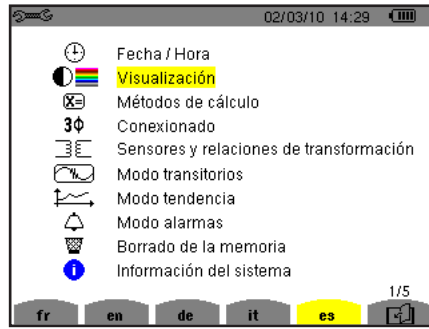 02/03/10 14:29
Fecha / Hora
Visualización
X= Métodos de cálculo
3Φ Conexionado
Sensores y relaciones de transformación
Modo transitorios
Modo tendencia
Modo alarmas
Borrado de la memoria
i Información del sistema
1/5
fr en de it es